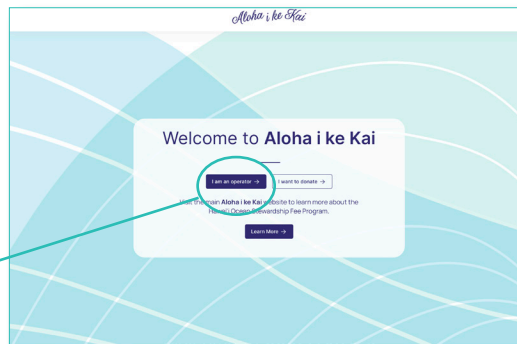 Aloha i ke Kai
Welcome to Aloha i ke Kai
I am an operator → I want to donate →
Visit the main Aloha i ke Kai website to learn more about the
Hawaiʻi Ocean Stewardship Fee Program.
Learn More →